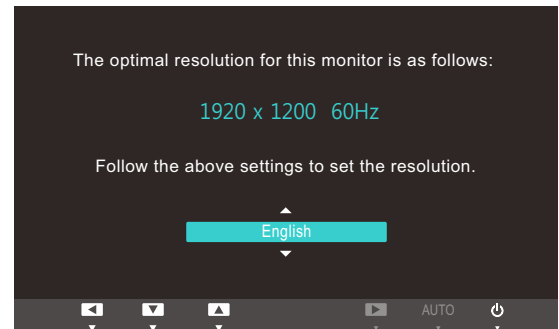 The optimal resolution for this monitor is as follows:
1920 x 1200 60Hz
Follow the above settings to set the resolution.
English
AUTO